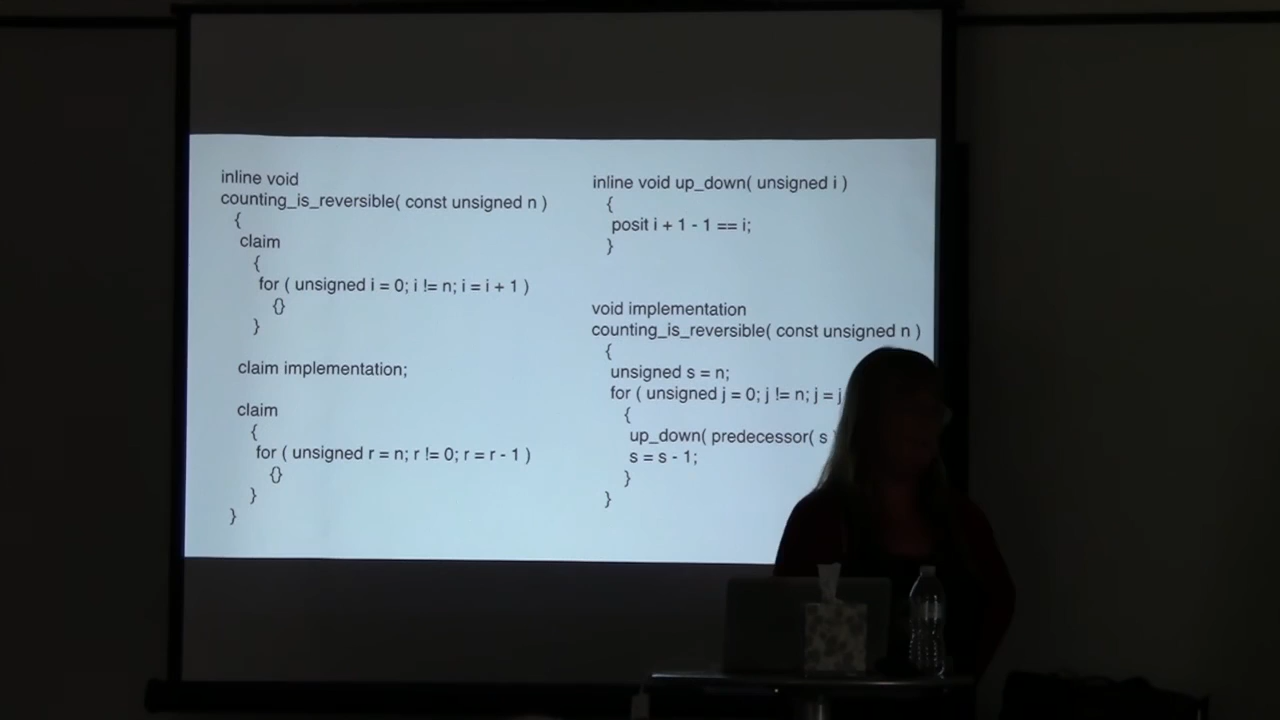 inline void
counting_is_reversible( const unsigned n )
{
claim
{
for ( unsigned i = 0; i != n; i = i + 1 )
{}
}
claim implementation;
claim
{
for ( unsigned r = n; r != 0; r = r - 1 )
{}
}
}
inline void up_down( unsigned i )
{
posit i + 1 - 1 == i;
}
void implementation
counting_is_reversible( const unsigned n )
{
unsigned s = n;
for ( unsigned j = 0; j != n; j = j
{
up_down( predecessor( s
s = s - 1;
}
}